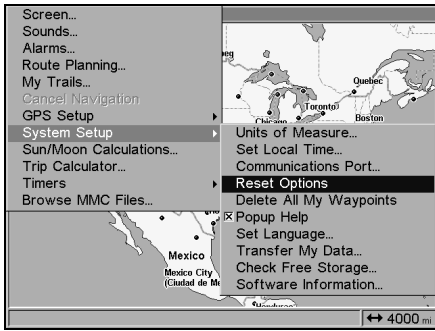 Screen...
Sounds...
Alarms...
Route Planning...
My Trails...
Cancel Navigation
GPS Setup
System Setup
Sun/Moon Calculations...
Trip Calculator...
Timers
Browse MMC Files...
Units of Measure...
Set Local Time...
Communications Port...
Reset Options
Delete All My Waypoints
Popup Help
Set Language...
Transfer My Data...
Check Free Storage...
Software Information...
Quebec
Toronto
Boston
Chicago
Mexico
Mexico City
(Ciudad de Me
Honduras
4000 mi